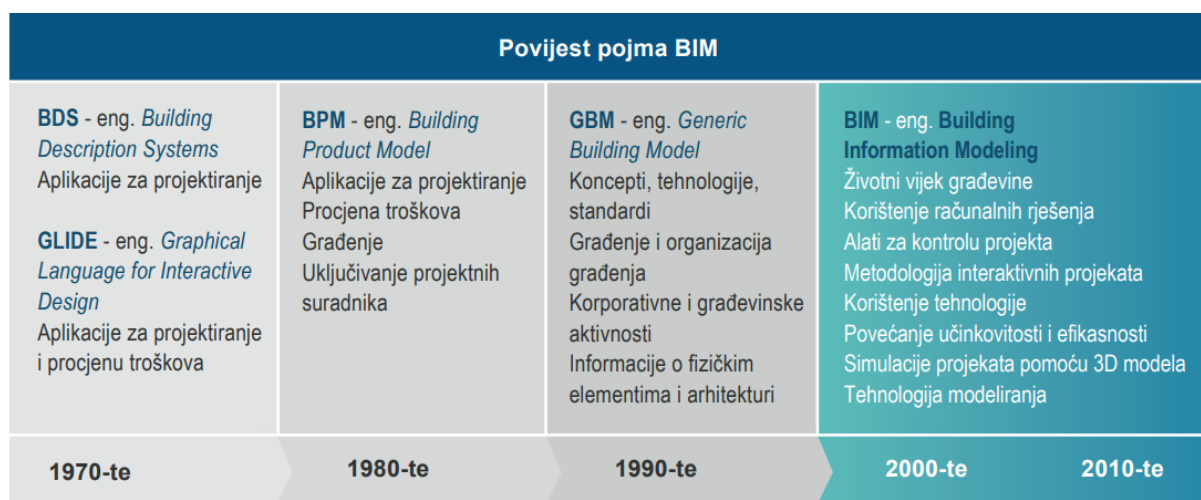 Povijest pojma BIM
BDS - eng. Building
Description Systems
Aplikacije za projektiranje
GLIDE - eng. Graphical
Language for Interactive
Design
Aplikacije za projektiranje
i procjenu troškova
BPM - eng. Building
Product Model
Aplikacije za projektiranje
Procjena troškova
Građenje
Uključivanje projektnih
suradnika
GBM - eng. Generic
Building Model
Koncepti, tehnologije,
standardi
Građenje i organizacija
građenja
Korporativne i građevinske
aktivnosti
Informacije o fizičkim
elementima i arhitekturi
BIM - eng. Building
Information Modeling
Životni vijek građevine
Korištenje računalnih rješenja
Alati za kontrolu projekta
Metodologija interaktivnih projekata
Korištenje tehnologije
Povećanje učinkovitosti i efikasnosti
Simulacije projekata pomoću 3D modela
Tehnologija modeliranja
1970-te
1980-te
1990-te
2000-te
2010-te